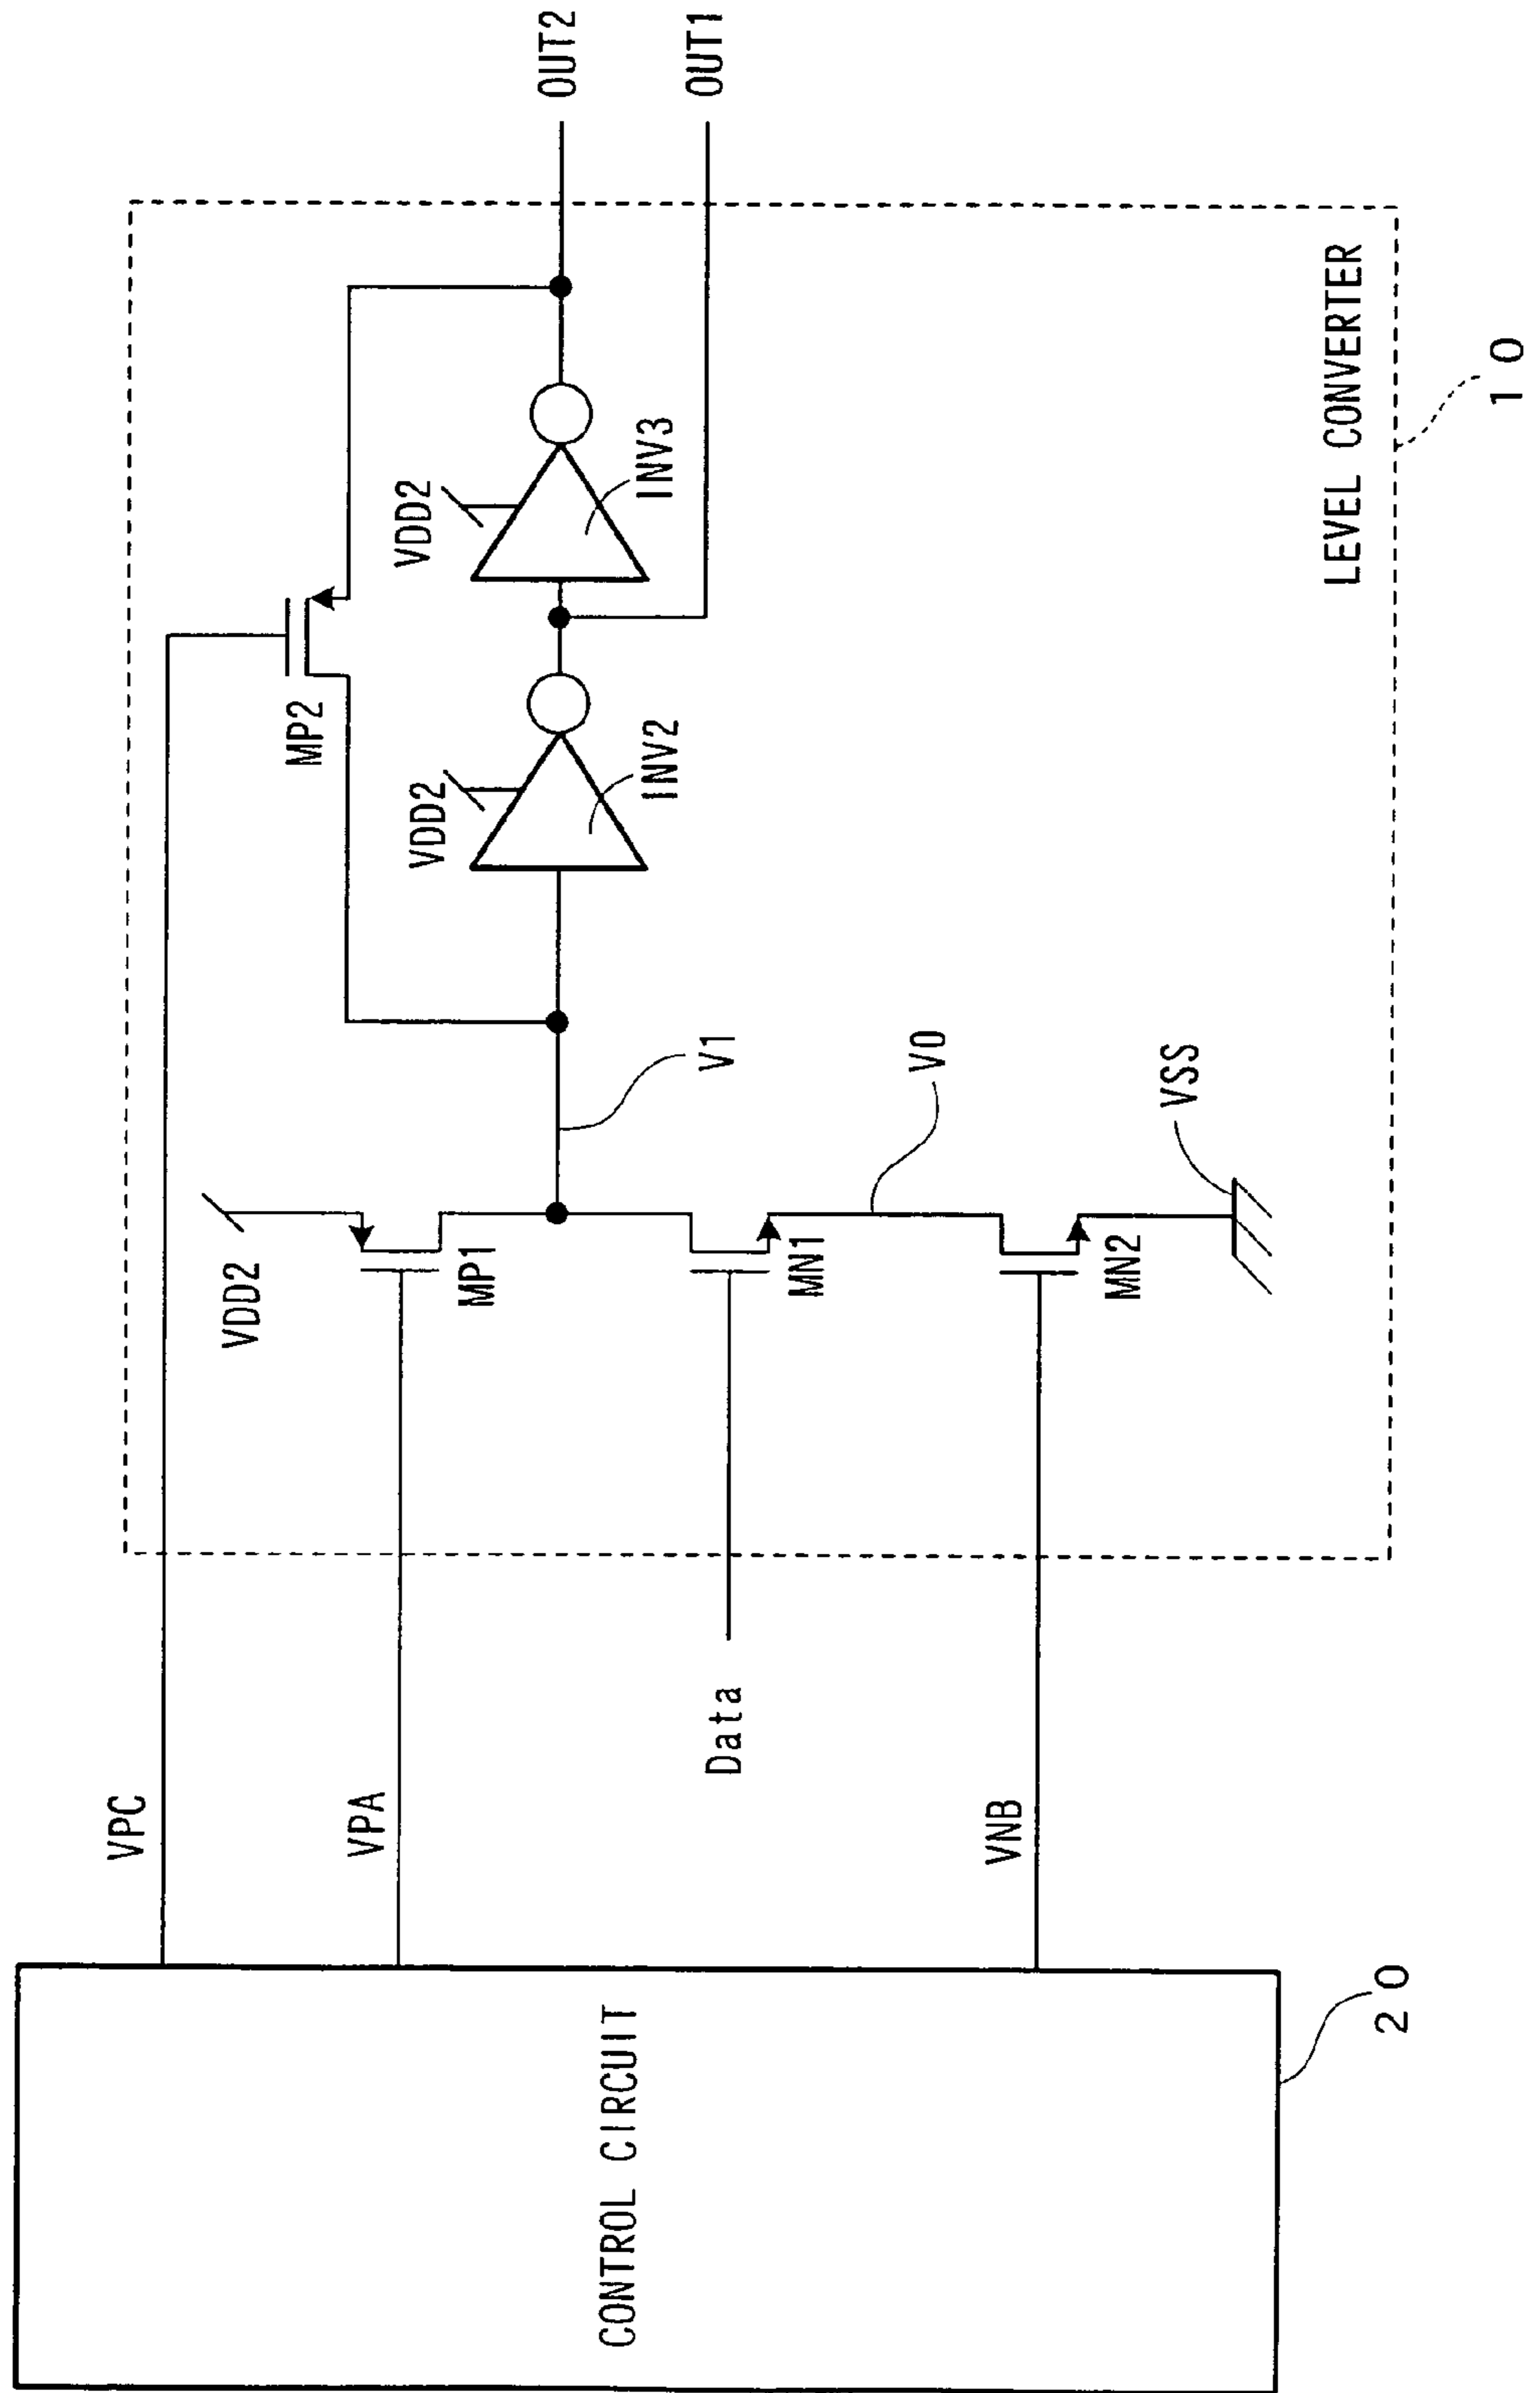 CONTROL CIRCUIT
20
VPC
VPA
Data
VNB
VDD2
MP1
MN1
MN2
VSS
V1
V0
MP2
VDD2
INV2
VDD2
INV3
OUT2
OUT1
LEVEL CONVERTER
10